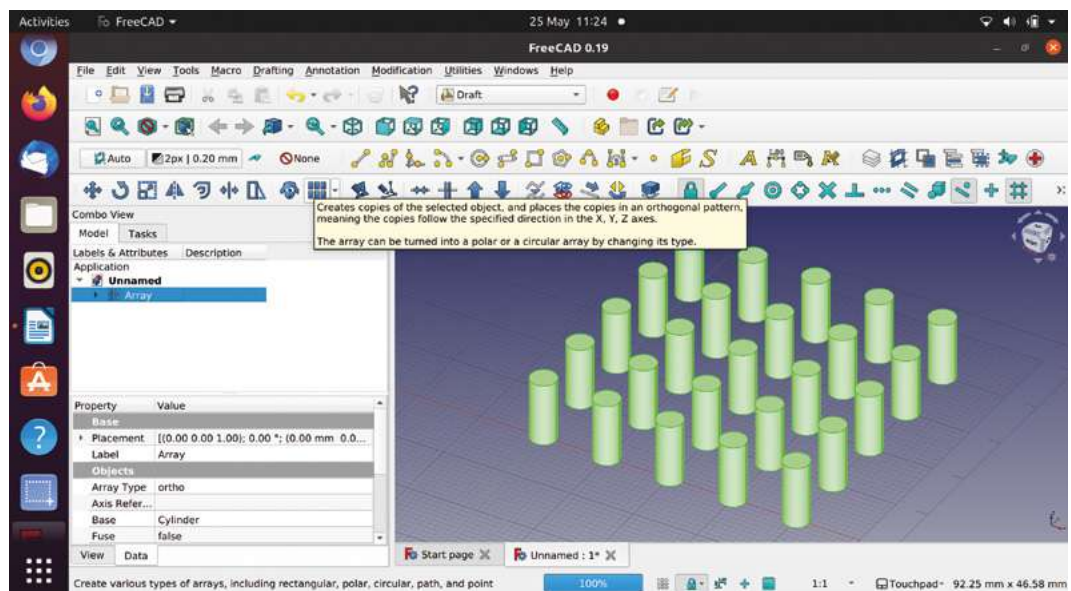 Activities FreeCAD 25 May 11:24
FreeCAD 0.19
File Edit View Tools Macro Drafting Annotation Modification Utilities Windows Help
Draft
Auto 2px | 0.20 mm None
Creates copies of the selected object, and places the copies in an orthogonal pattern,
meaning the copies follow the specified direction in the X, Y, Z axes.
The array can be turned into a polar or a circular array by changing its type.
Combo View
Model Tasks
Labels & Attributes Description
Application
Unnamed
Array
Property Value
Base
Placement [(0.00 0.00 1.00); 0.00 °; (0.00 mm 0.0...
Label Array
Objects
Array Type ortho
Axis Refer...
Base Cylinder
Fuse false
View Data
Start page Unnamed : 1*
Create various types of arrays, including rectangular, polar, circular, path, and point 100% 1:1 Touchpad 92.25 mm x 46.58 mm